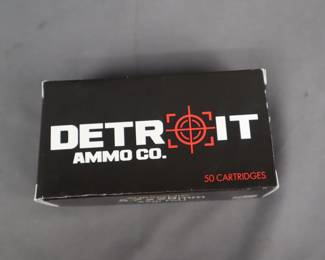 DETROIT
AMMO CO.
50 CARTRIDGES